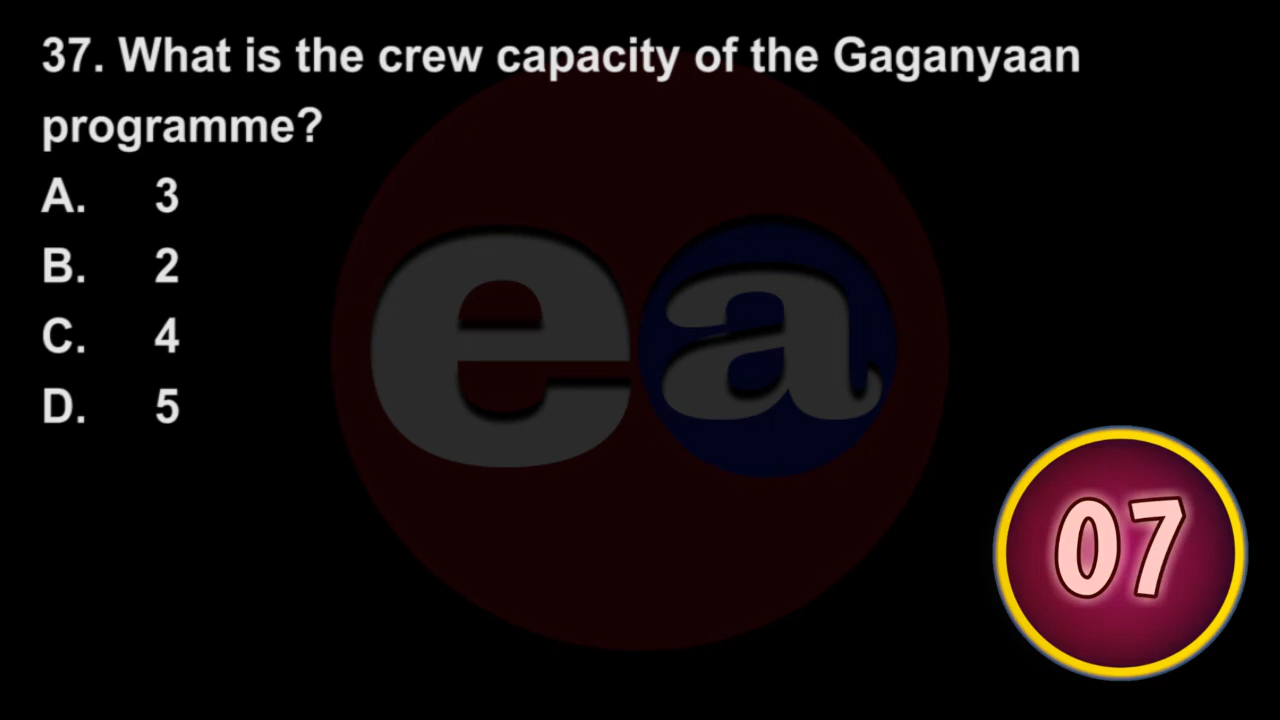 37. What is the crew capacity of the Gaganyaan
programme?
A. 3
B. 2
C. 4
D. 5
ea
07